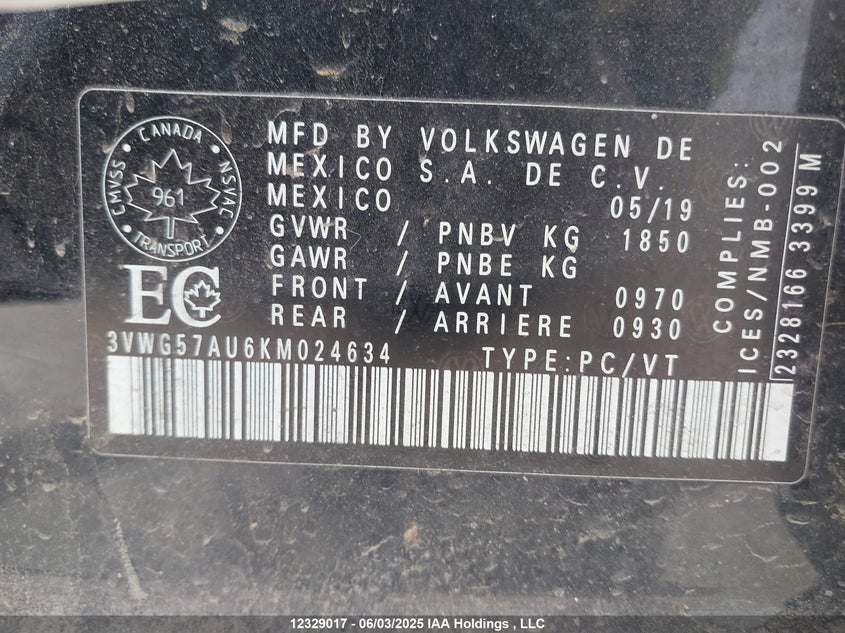 CMVSS CANADA NSVAC
961
TRANSPORT
EC
MFD BY VOLKSWAGEN DE
MEXICO S.A. DE C.V.
MEXICO 05/19
GVWR / PNBV KG 1850
GAWR / PNBE KG
FRONT / AVANT 0970
REAR / ARRIERE 0930
3VWG57AU6KM024634 TYPE:PC/VT
COMPLIES:
ICES/NMB-002
2328166 3399 M
12329017 - 06/03/2025 IAA Holdings , LLC